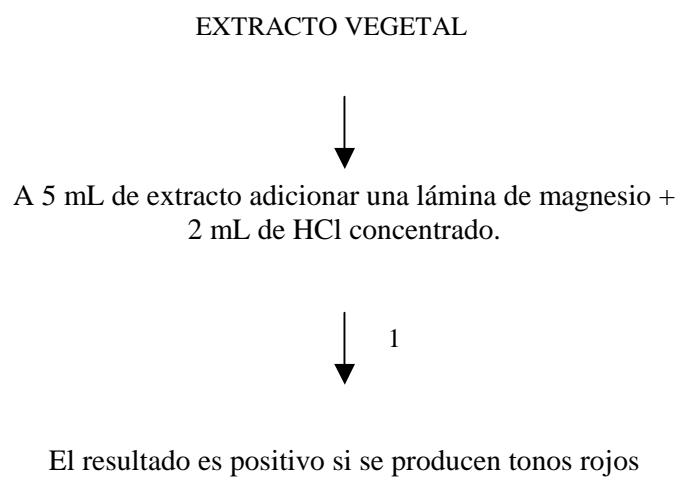 EXTRACTO VEGETAL
A 5 mL de extracto adicionar una lámina de magnesio +
2 mL de HCl concentrado.
1
El resultado es positivo si se producen tonos rojos